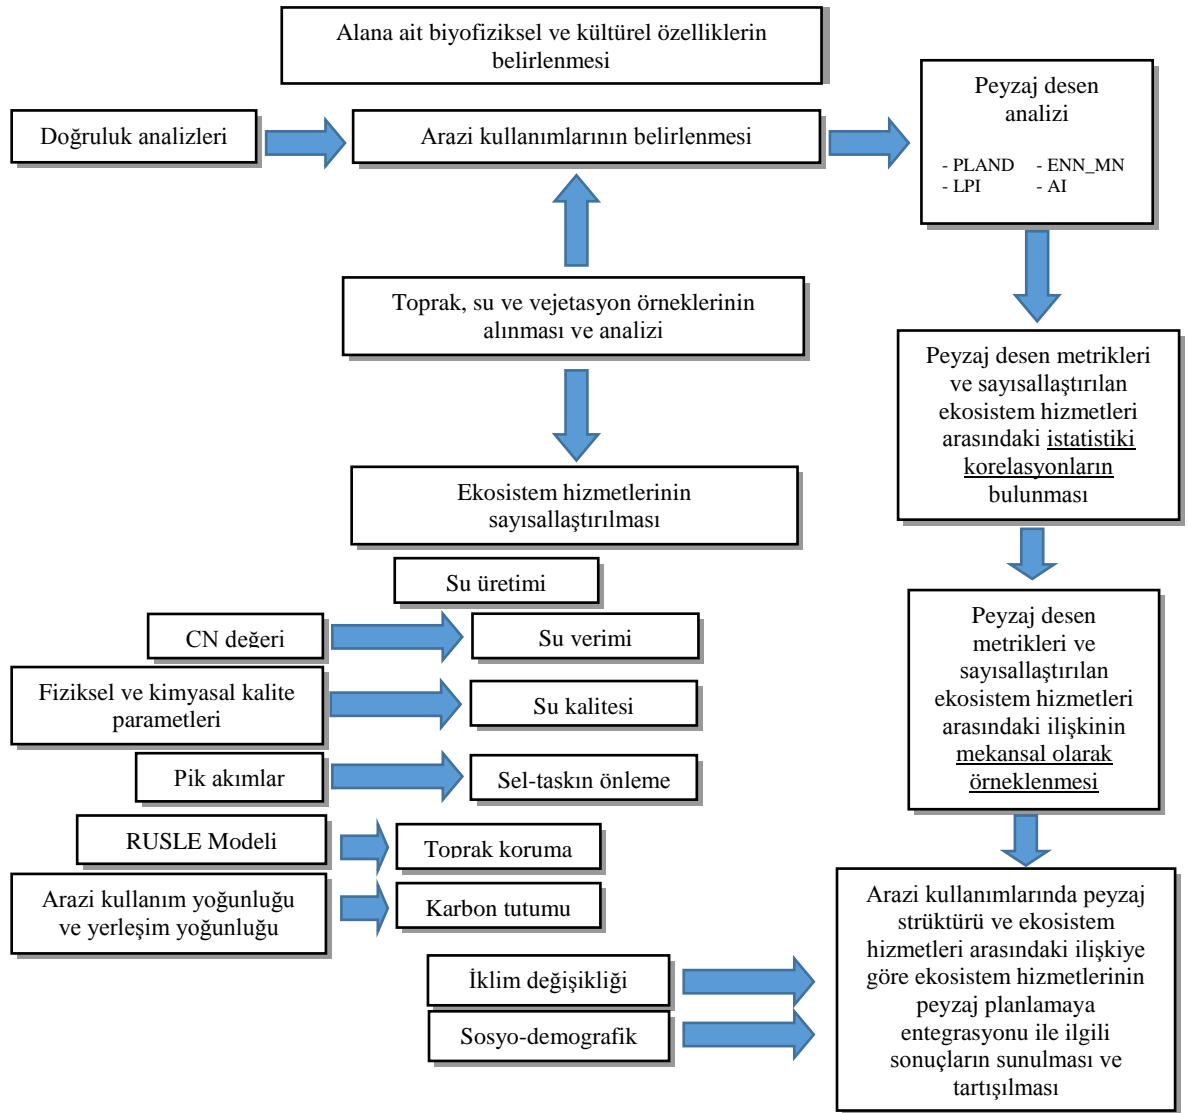 Alana ait biyofiziksel ve kültürel özelliklerin
belirlenmesi
Doğruluk analizleri
Arazi kullanımlarının belirlenmesi
Peyzaj desen
analizi
- PLAND - ENN_MN
- LPI - AI
Toprak, su ve vejetasyon örneklerinin
alınması ve analizi
Peyzaj desen metrikleri
ve sayısallaştırılan
ekosistem hizmetleri
arasındaki istatistiki
korelasyonların
bulunması
Ekosistem hizmetlerinin
sayısallaştırılması
Su üretimi
CN değeri
Su verimi
Fiziksel ve kimyasal kalite
parametleri
Su kalitesi
Pik akımlar
Sel-taskın önleme
RUSLE Modeli
Toprak koruma
Arazi kullanım yoğunluğu
ve yerleşim yoğunluğu
Karbon tutumu
Peyzaj desen
metrikleri ve
sayısallaştırılan
ekosistem hizmetleri
arasındaki ilişkinin
mekansal olarak
örneklenmesi
İklim değişikliği
Sosyo-demografik
Arazi kullanımlarında peyzaj
strüktürü ve ekosistem
hizmetleri arasındaki ilişkiye
göre ekosistem hizmetlerinin
peyzaj planlamaya
entegrasyonu ile ilgili
sonuçların sunulması ve
tartışılması